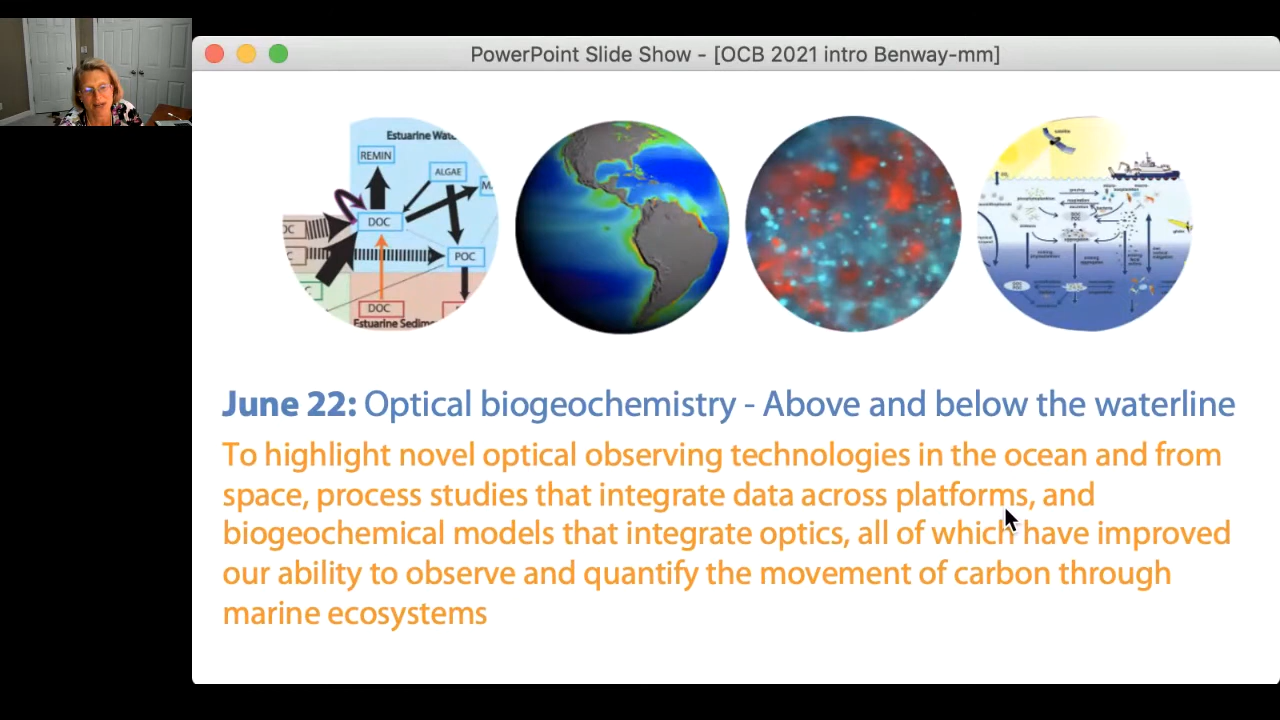 PowerPoint Slide Show - [OCB 2021 intro Benway-mm]
Estuarine Wate
REMIN
ALGAE
DOC
POC
DOC
Estuarine Sedime
June 22: Optical biogeochemistry - Above and below the waterline
To highlight novel optical observing technologies in the ocean and from
space, process studies that integrate data across platforms, and
biogeochemical models that integrate optics, all of which have improved
our ability to observe and quantify the movement of carbon through
marine ecosystems